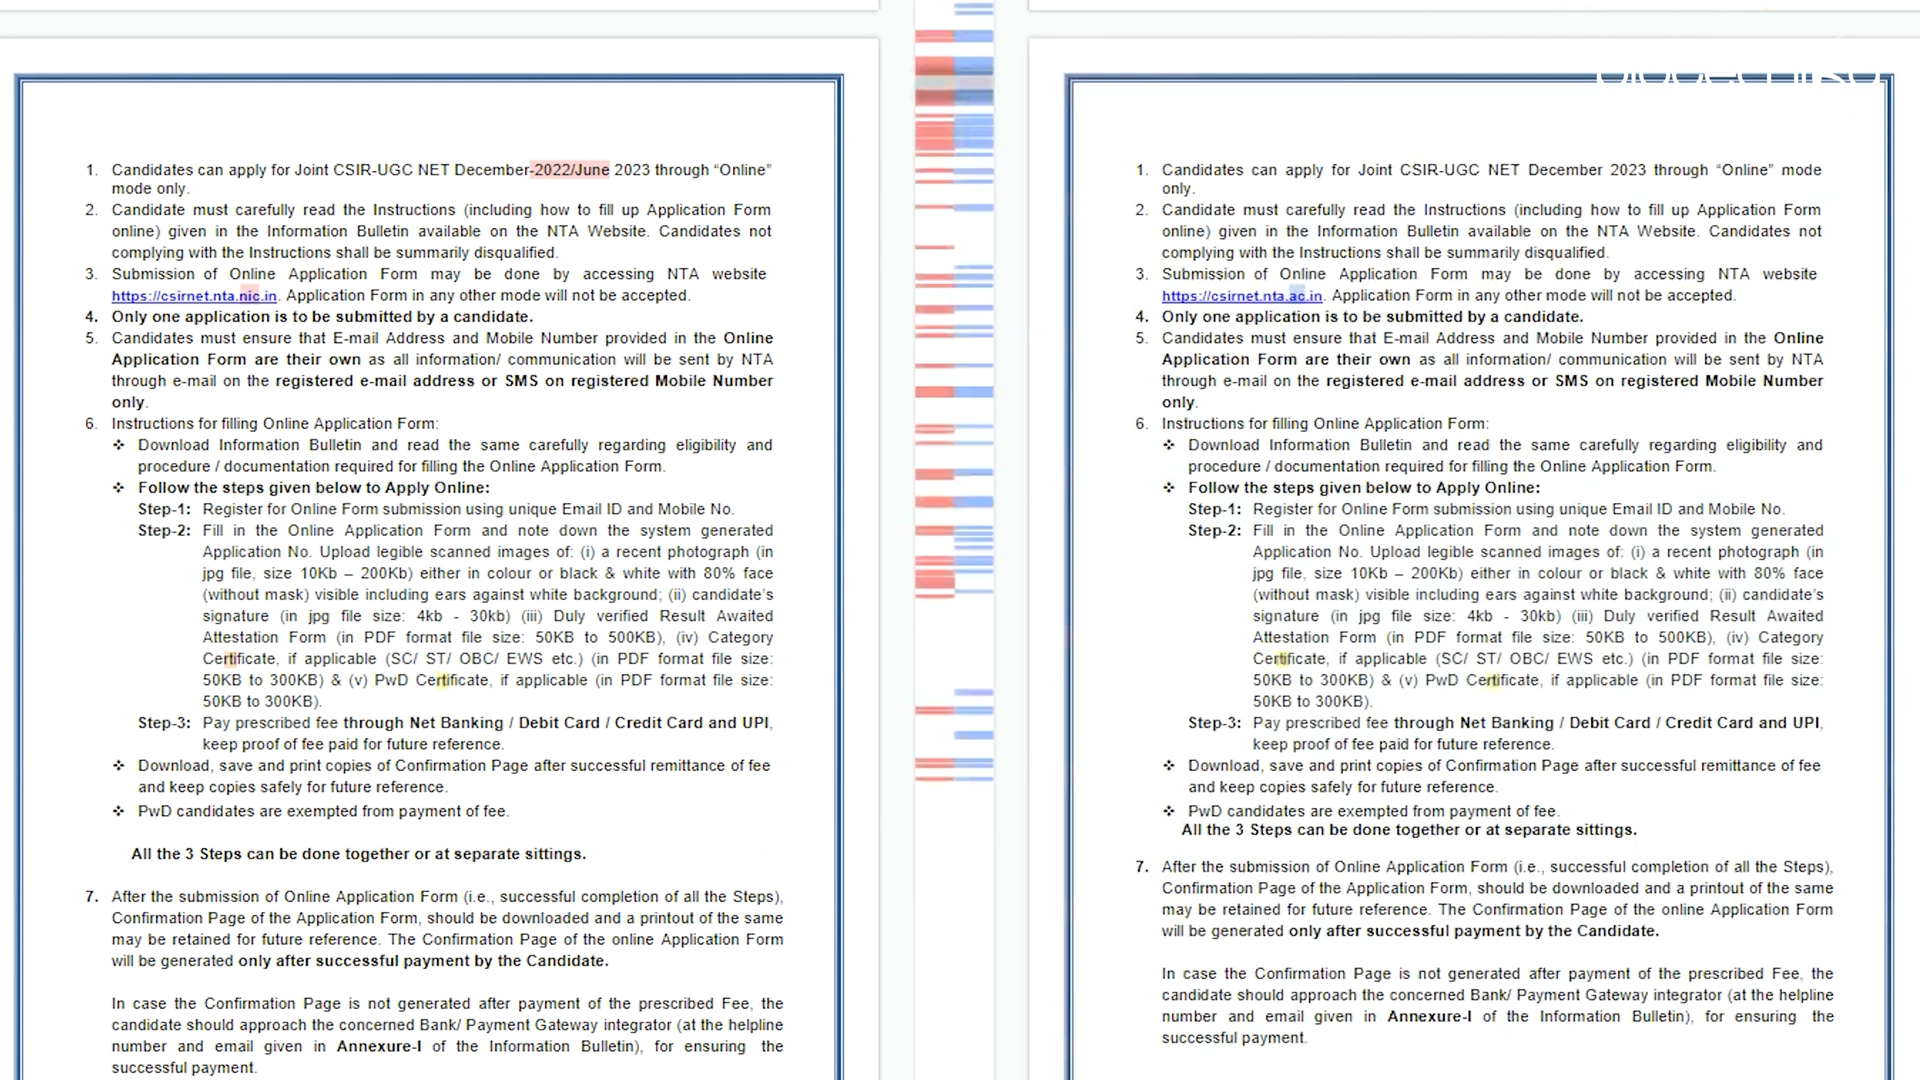 1. Candidates can apply for Joint CSIR-UGC NET December-2022/June 2023 through “Online”
mode only.
2. Candidate must carefully read the Instructions (including how to fill up Application Form
online) given in the Information Bulletin available on the NTA Website. Candidates not
complying with the Instructions shall be summarily disqualified.
3. Submission of Online Application Form may be done by accessing NTA website
https://csirnet.nta.nic.in. Application Form in any other mode will not be accepted.
4. Only one application is to be submitted by a candidate.
5. Candidates must ensure that E-mail Address and Mobile Number provided in the Online
Application Form are their own as all information/ communication will be sent by NTA
through e-mail on the registered e-mail address or SMS on registered Mobile Number
only.
6. Instructions for filling Online Application Form:
❖ Download Information Bulletin and read the same carefully regarding eligibility and
procedure / documentation required for filling the Online Application Form.
❖ Follow the steps given below to Apply Online:
Step-1: Register for Online Form submission using unique Email ID and Mobile No.
Step-2: Fill in the Online Application Form and note down the system generated
Application No. Upload legible scanned images of: (i) a recent photograph (in
jpg file, size 10Kb – 200Kb) either in colour or black & white with 80% face
(without mask) visible including ears against white background; (ii) candidate’s
signature (in jpg file size: 4kb - 30kb) (iii) Duly verified Result Awaited
Attestation Form (in PDF format file size: 50KB to 500KB), (iv) Category
Certificate, if applicable (SC/ ST/ OBC/ EWS etc.) (in PDF format file size:
50KB to 300KB) & (v) PwD Certificate, if applicable (in PDF format file size:
50KB to 300KB).
Step-3: Pay prescribed fee through Net Banking / Debit Card / Credit Card and UPI,
keep proof of fee paid for future reference.
❖ Download, save and print copies of Confirmation Page after successful remittance of fee
and keep copies safely for future reference.
❖ PwD candidates are exempted from payment of fee.
All the 3 Steps can be done together or at separate sittings.
7. After the submission of Online Application Form (i.e., successful completion of all the Steps),
Confirmation Page of the Application Form, should be downloaded and a printout of the same
may be retained for future reference. The Confirmation Page of the online Application Form
will be generated only after successful payment by the Candidate.
In case the Confirmation Page is not generated after payment of the prescribed Fee, the
candidate should approach the concerned Bank/ Payment Gateway integrator (at the helpline
number and email given in Annexure-I of the Information Bulletin), for ensuring the
successful payment.
1. Candidates can apply for Joint CSIR-UGC NET December 2023 through “Online” mode
only.
2. Candidate must carefully read the Instructions (including how to fill up Application Form
online) given in the Information Bulletin available on the NTA Website. Candidates not
complying with the Instructions shall be summarily disqualified.
3. Submission of Online Application Form may be done by accessing NTA website
https://csirnet.nta.ac.in. Application Form in any other mode will not be accepted.
4. Only one application is to be submitted by a candidate.
5. Candidates must ensure that E-mail Address and Mobile Number provided in the Online
Application Form are their own as all information/ communication will be sent by NTA
through e-mail on the registered e-mail address or SMS on registered Mobile Number
only.
6. Instructions for filling Online Application Form:
❖ Download Information Bulletin and read the same carefully regarding eligibility and
procedure / documentation required for filling the Online Application Form.
❖ Follow the steps given below to Apply Online:
Step-1: Register for Online Form submission using unique Email ID and Mobile No.
Step-2: Fill in the Online Application Form and note down the system generated
Application No. Upload legible scanned images of: (i) a recent photograph (in
jpg file, size 10Kb – 200Kb) either in colour or black & white with 80% face
(without mask) visible including ears against white background; (ii) candidate’s
signature (in jpg file size: 4kb - 30kb) (iii) Duly verified Result Awaited
Attestation Form (in PDF format file size: 50KB to 500KB), (iv) Category
Certificate, if applicable (SC/ ST/ OBC/ EWS etc.) (in PDF format file size:
50KB to 300KB) & (v) PwD Certificate, if applicable (in PDF format file size:
50KB to 300KB).
Step-3: Pay prescribed fee through Net Banking / Debit Card / Credit Card and UPI,
keep proof of fee paid for future reference.
❖ Download, save and print copies of Confirmation Page after successful remittance of fee
and keep copies safely for future reference.
❖ PwD candidates are exempted from payment of fee.
All the 3 Steps can be done together or at separate sittings.
7. After the submission of Online Application Form (i.e., successful completion of all the Steps),
Confirmation Page of the Application Form, should be downloaded and a printout of the same
may be retained for future reference. The Confirmation Page of the online Application Form
will be generated only after successful payment by the Candidate.
In case the Confirmation Page is not generated after payment of the prescribed Fee, the
candidate should approach the concerned Bank/ Payment Gateway integrator (at the helpline
number and email given in Annexure-I of the Information Bulletin), for ensuring the
successful payment.